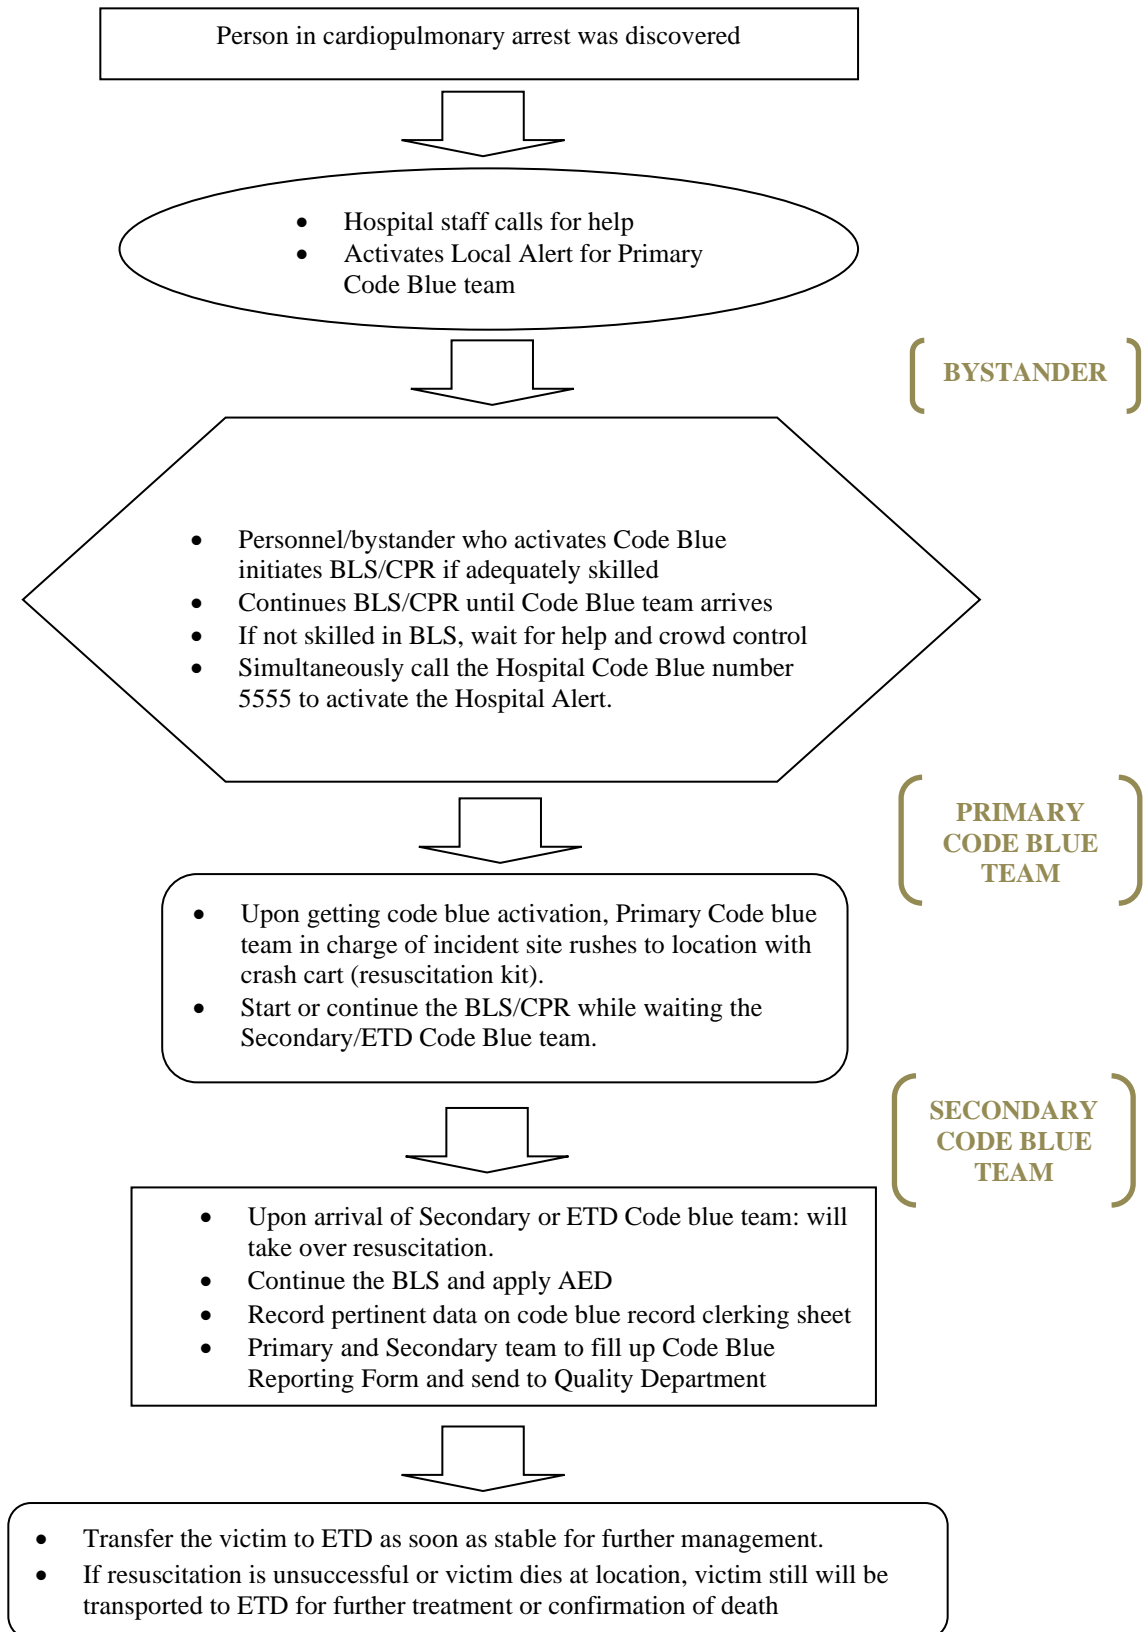 Person in cardiopulmonary arrest was discovered
• Hospital staff calls for help
• Activates Local Alert for Primary
Code Blue team
BYSTANDER
• Personnel/bystander who activates Code Blue
initiates BLS/CPR if adequately skilled
• Continues BLS/CPR until Code Blue team arrives
• If not skilled in BLS, wait for help and crowd control
• Simultaneously call the Hospital Code Blue number
5555 to activate the Hospital Alert.
PRIMARY
CODE BLUE
TEAM
• Upon getting code blue activation, Primary Code blue
team in charge of incident site rushes to location with
crash cart (resuscitation kit).
• Start or continue the BLS/CPR while waiting the
Secondary/ETD Code Blue team.
SECONDARY
CODE BLUE
TEAM
• Upon arrival of Secondary or ETD Code blue team: will
take over resuscitation.
• Continue the BLS and apply AED
• Record pertinent data on code blue record clerking sheet
• Primary and Secondary team to fill up Code Blue
Reporting Form and send to Quality Department
• Transfer the victim to ETD as soon as stable for further management.
• If resuscitation is unsuccessful or victim dies at location, victim still will be
transported to ETD for further treatment or confirmation of death